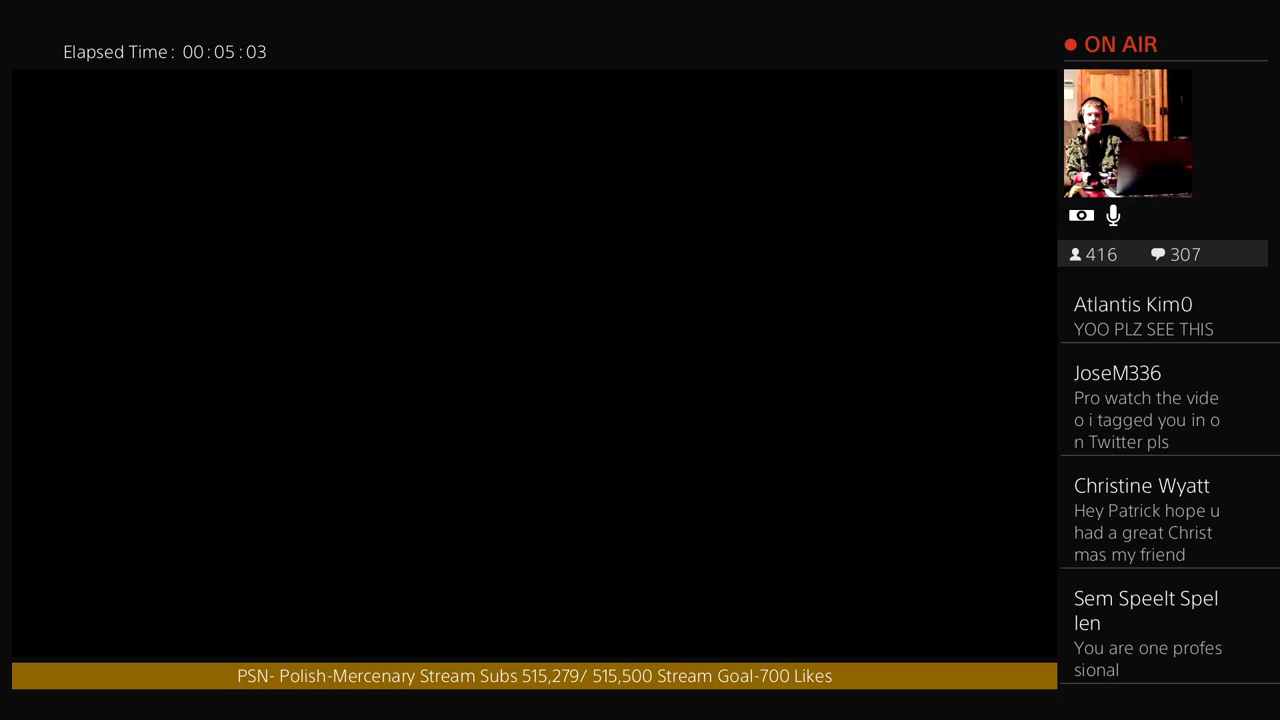 Elapsed Time: 00:05:03
ON AIR
416 307
Atlantis Kim0
YOO PLZ SEE THIS
JoseM336
Pro watch the vide
o i tagged you in o
n Twitter pls
Christine Wyatt
Hey Patrick hope u
had a great Christ
mas my friend
Sem Speelt Spel
len
You are one profes
sional
PSN- Polish-Mercenary Stream Subs 515,279/ 515,500 Stream Goal-700 Likes